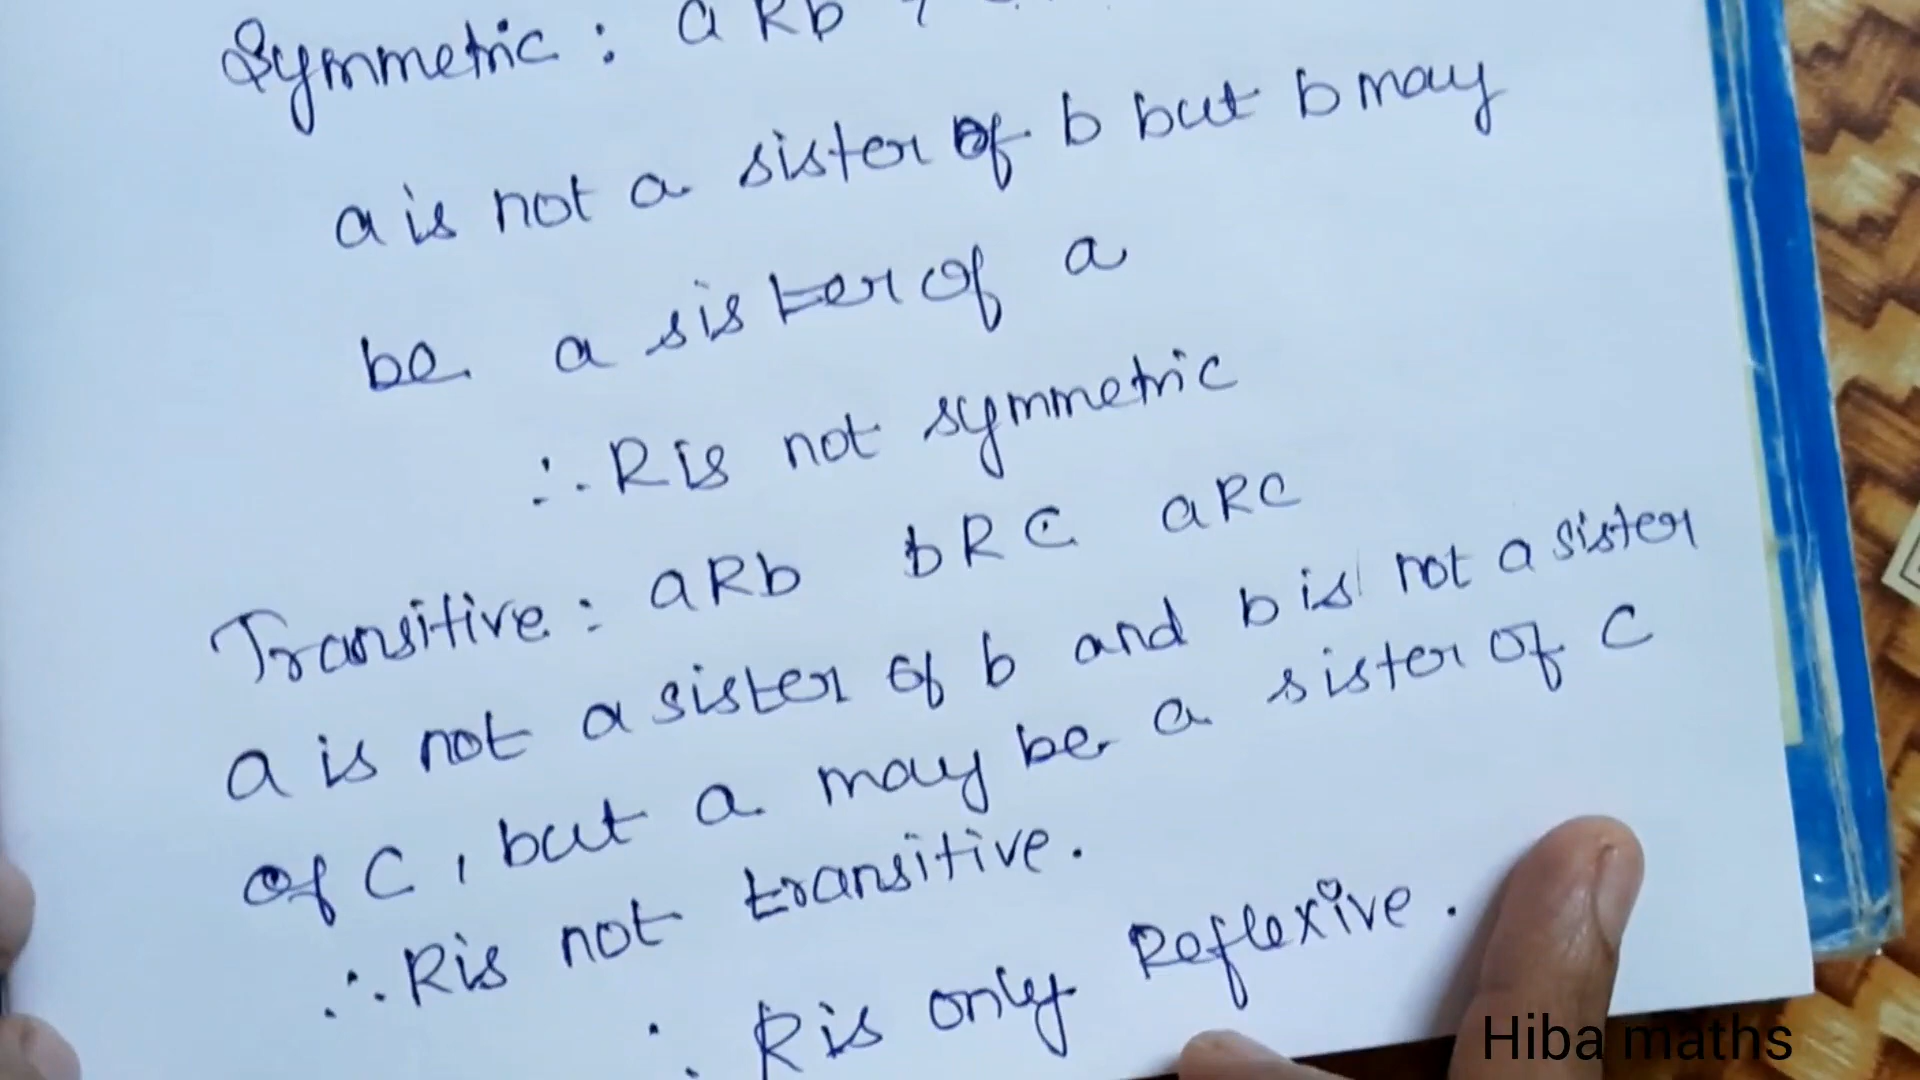 Symmetric : a Rb
a is not a sister of b but b may
be a sister of a
∴ R is not symmetric
Transitive : aRb bRC aRC
a is not a sister of b and b is not a sister
of C, but a may be a sister of C
∴ R is not transitive.
∴ R is only Reflexive.
Hiba maths